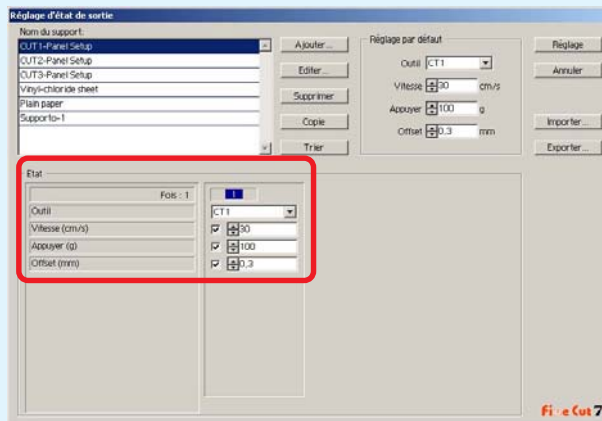 Réglage d'état de sortie
Nom du support:
CUT1-Panel Setup
CUT2-Panel Setup
CUT3-Panel Setup
Vinyl-chloride sheet
Plain paper
Supporto-1
Ajouter...
Editer...
Supprimer
Copie
Trier
Réglage par défaut
Outil CT1
Vitesse 30 cm/s
Appuyer 100 g
Offset 0,3 mm
Réglage
Annuler
Importer...
Exporter...
Etat
Fois : 1 1
Outil CT1
Vitesse (cm/s) 30
Appuyer (g) 100
Offset (mm) 0,3
Fine Cut 7